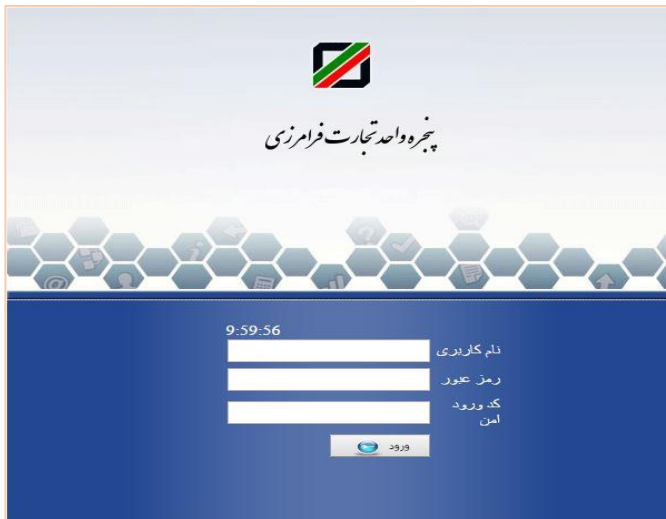 پنجره واحد تجارت فرامرزی
9:59:56
نام کاربری
رمز عبور
کد ورود
امن
ورود